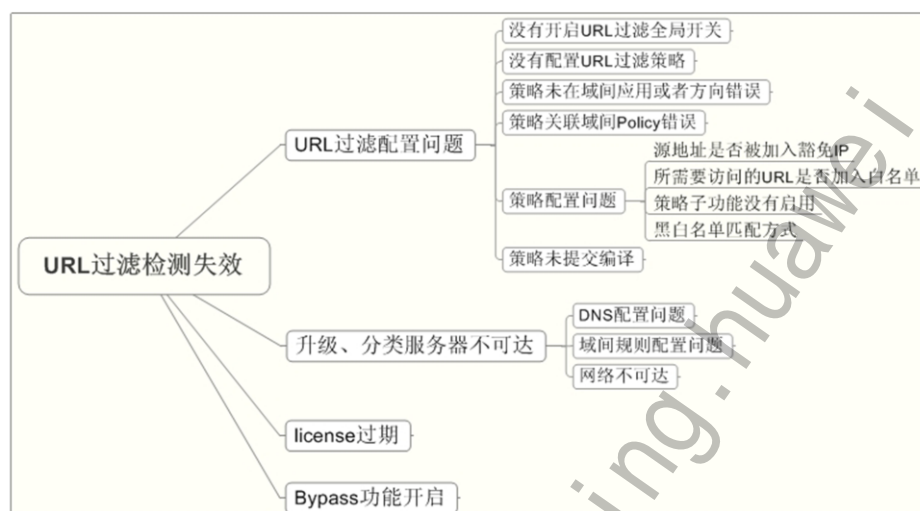 URL过滤检测失效
URL过滤配置问题
没有开启URL过滤全局开关
没有配置URL过滤策略
策略未在域间应用或者方向错误
策略关联域间Policy错误
策略配置问题
源地址是否被加入豁免IP
所需要访问的URL是否加入白名单
策略子功能没有启用
黑白名单匹配方式
策略未提交编译
升级、分类服务器不可达
DNS配置问题
域间规则配置问题
网络不可达
license过期
Bypass功能开启
ing.huawei